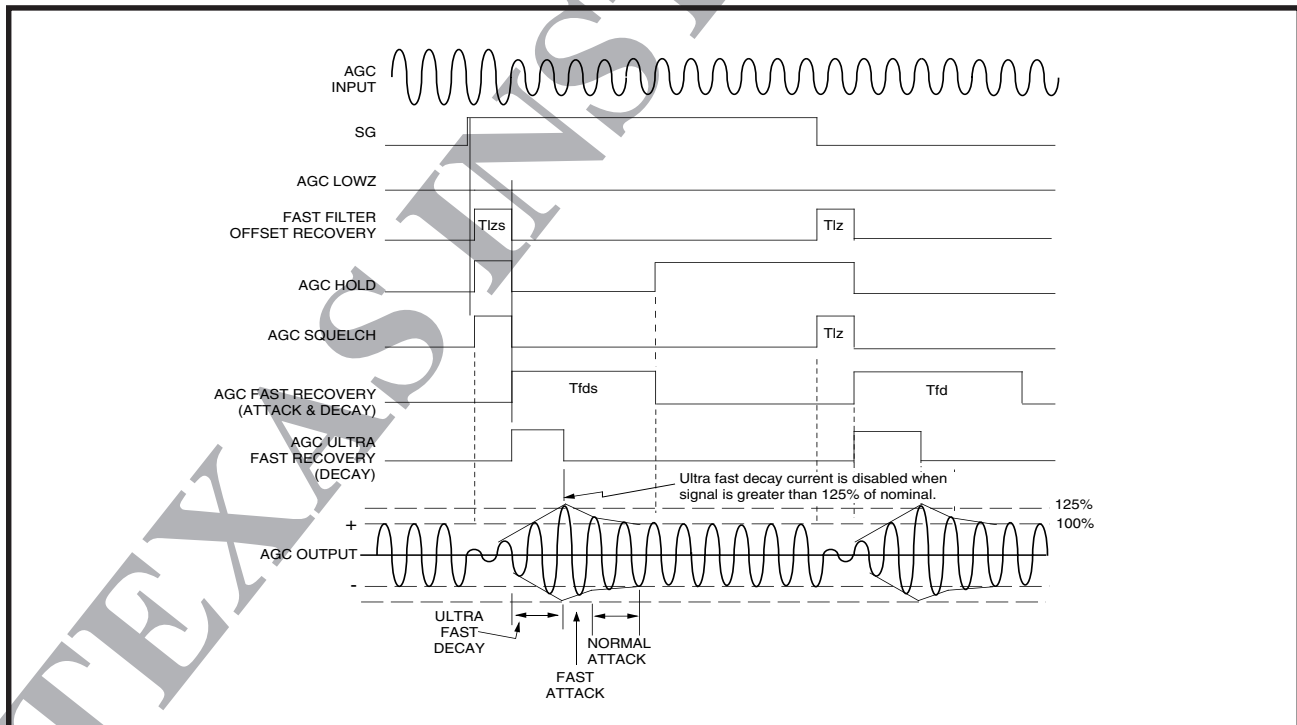 AGC
INPUT
SG
AGC LOWZ
FAST FILTER
OFFSET RECOVERY
Tlzs
Tlz
AGC HOLD
AGC SQUELCH
Tlz
AGC FAST RECOVERY
(ATTACK & DECAY)
Tfds
Tfd
AGC ULTRA
FAST RECOVERY
(DECAY)
Ultra fast decay current is disabled when
signal is greater than 125% of nominal.
125%
100%
+
AGC OUTPUT
-
ULTRA
FAST
DECAY
NORMAL
ATTACK
FAST
ATTACK
TEXAS INS